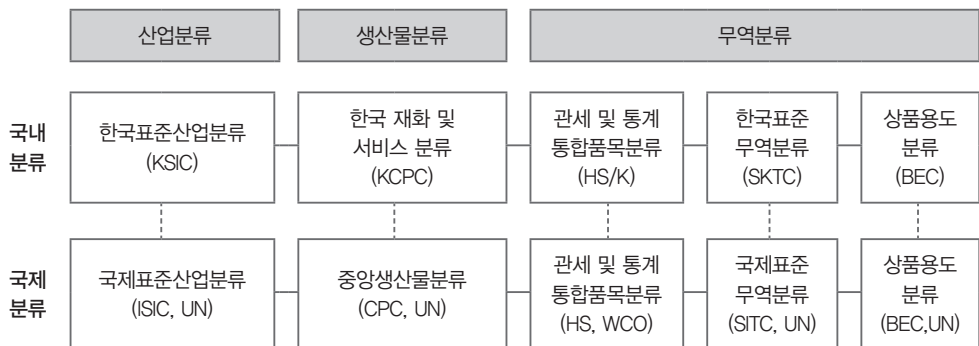 산업분류
생산물분류
무역분류
국내
분류
한국표준산업분류
(KSIC)
한국 재화 및
서비스 분류
(KCPC)
관세 및 통계
통합품목분류
(HS/K)
한국표준
무역분류
(SKTC)
상품용도
분류
(BEC)
국제
분류
국제표준산업분류
(ISIC, UN)
중앙생산물분류
(CPC, UN)
관세 및 통계
통합품목분류
(HS, WCO)
국제표준
무역분류
(SITC, UN)
상품용도
분류
(BEC,UN)